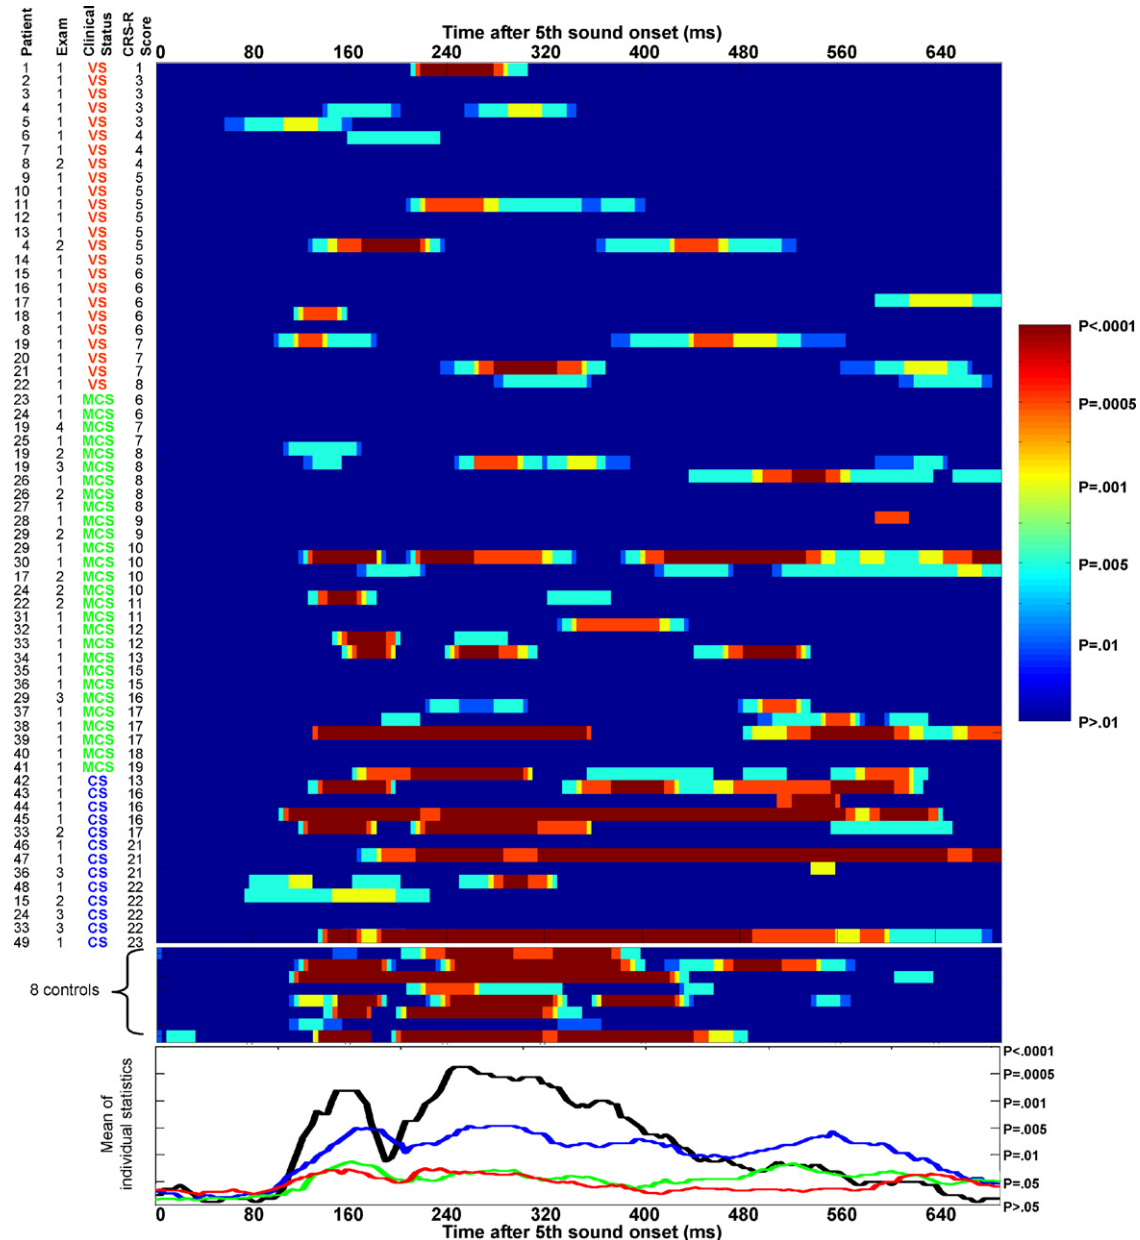 Patient Exam Clinical Status CRS-R Score
Time after 5th sound onset (ms)
0 80 160 240 320 400 480 560 640
1 1 VS 1
2 1 VS 3
3 1 VS 3
4 1 VS 3
5 1 VS 3
6 1 VS 4
7 1 VS 4
8 2 VS 4
9 1 VS 5
10 1 VS 5
11 1 VS 5
12 1 VS 5
13 1 VS 5
4 2 VS 5
14 1 VS 5
15 1 VS 6
16 1 VS 6
17 1 VS 6
18 1 VS 6
8 1 VS 6
19 1 VS 7
20 1 VS 7
21 1 VS 7
22 1 VS 8
23 1 MCS 6
24 1 MCS 6
19 4 MCS 7
25 1 MCS 7
19 2 MCS 8
19 3 MCS 8
26 1 MCS 8
26 2 MCS 8
27 1 MCS 8
28 1 MCS 9
29 2 MCS 9
29 1 MCS 10
30 1 MCS 10
17 2 MCS 10
24 2 MCS 10
22 2 MCS 11
31 1 MCS 11
32 1 MCS 12
33 1 MCS 12
34 1 MCS 13
35 1 MCS 15
36 1 MCS 15
29 3 MCS 16
37 1 MCS 17
38 1 MCS 17
39 1 MCS 17
40 1 MCS 18
41 1 MCS 19
42 1 CS 13
43 1 CS 16
44 1 CS 16
45 1 CS 16
33 2 CS 17
46 1 CS 21
47 1 CS 21
36 3 CS 21
48 1 CS 22
15 2 CS 22
24 3 CS 22
33 3 CS 22
49 1 CS 23
8 controls
P<.0001
P=.0005
P=.001
P=.005
P=.01
P>.01
Mean of
individual statistics
P<.0001
P=.0005
P=.001
P=.005
P=.01
P=.05
P>.05
0 80 160 240 320 400 480 560 640
Time after 5th sound onset (ms)